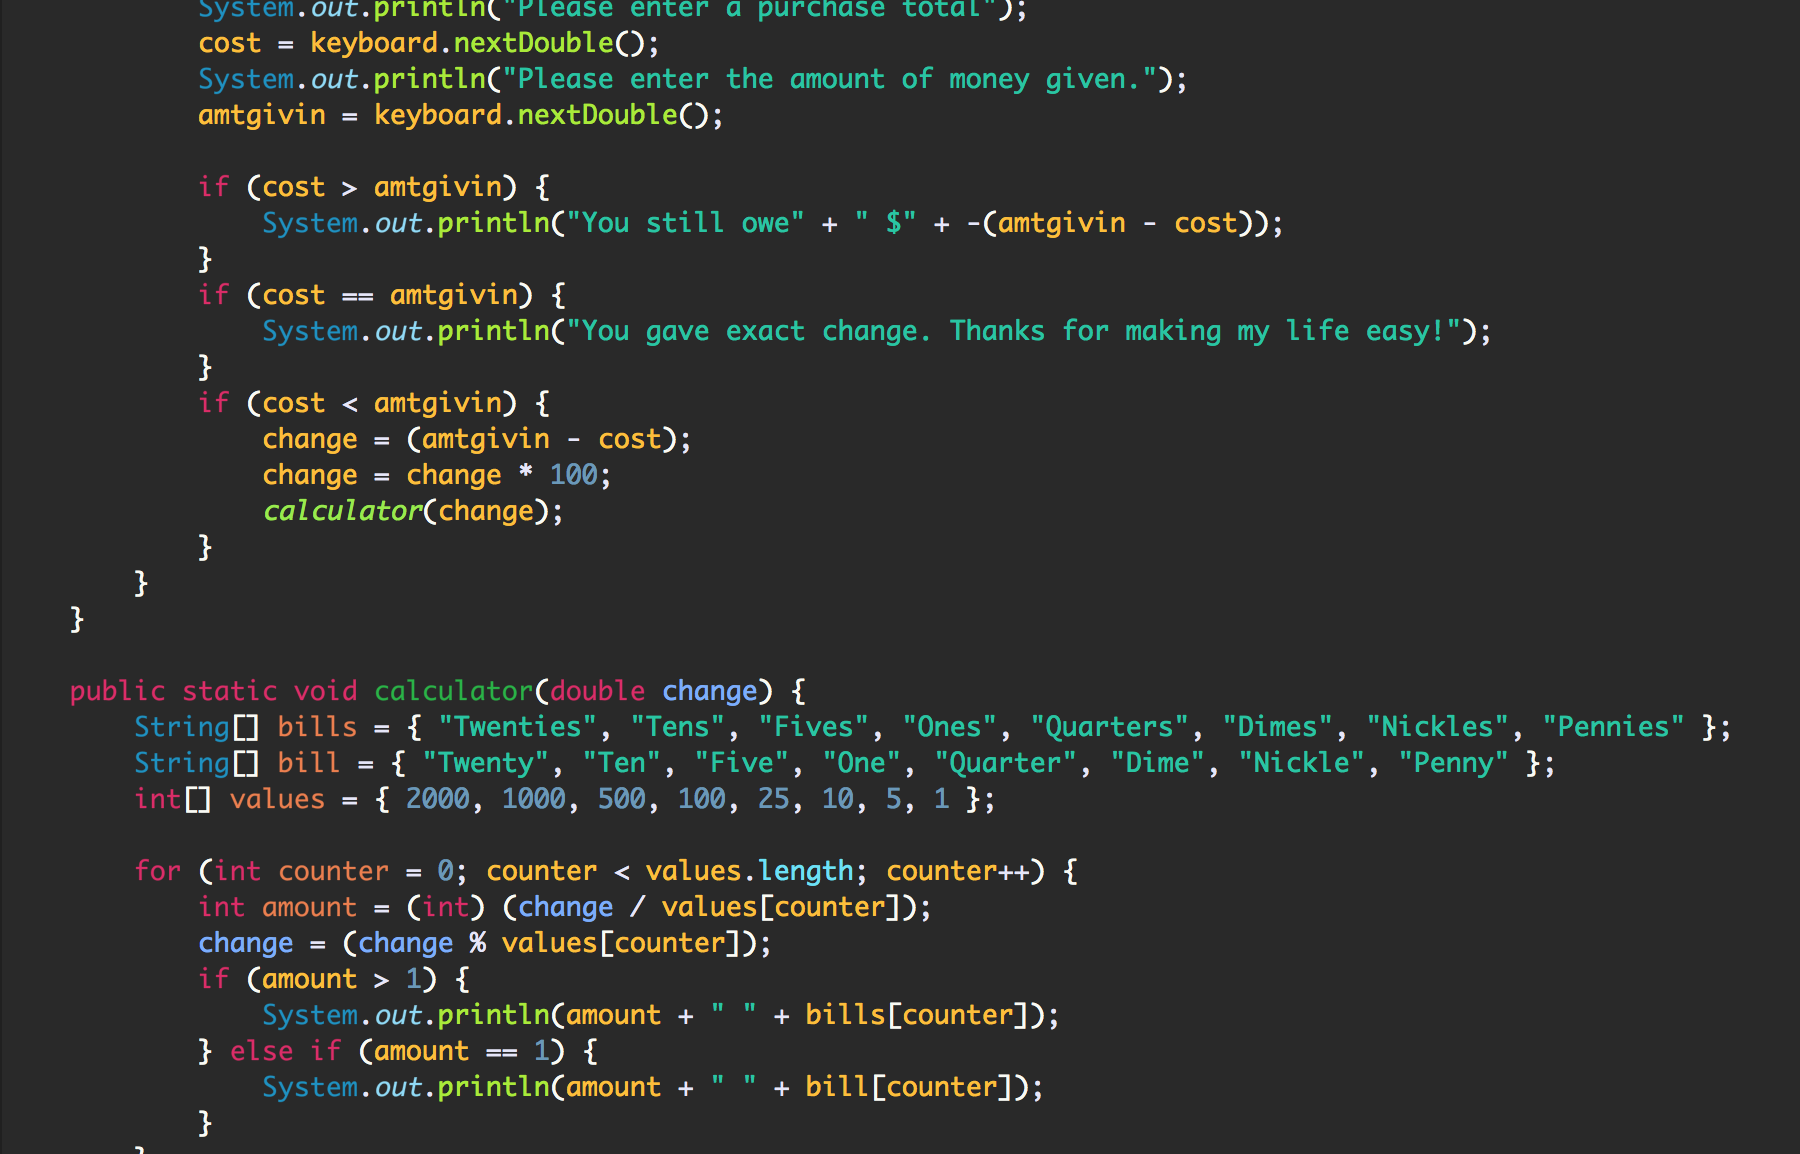 System.out.println("Please enter a purchase total");
cost = keyboard.nextDouble();
System.out.println("Please enter the amount of money given.");
amtgivin = keyboard.nextDouble();
if (cost > amtgivin) {
System.out.println("You still owe" + " $" + -(amtgivin - cost));
}
if (cost == amtgivin) {
System.out.println("You gave exact change. Thanks for making my life easy!");
}
if (cost < amtgivin) {
change = (amtgivin - cost);
change = change * 100;
calculator(change);
}
}
}
public static void calculator(double change) {
String[] bills = { "Twenties", "Tens", "Fives", "Ones", "Quarters", "Dimes", "Nickles", "Pennies" };
String[] bill = { "Twenty", "Ten", "Five", "One", "Quarter", "Dime", "Nickle", "Penny" };
int[] values = { 2000, 1000, 500, 100, 25, 10, 5, 1 };
for (int counter = 0; counter < values.length; counter++) {
int amount = (int) (change / values[counter]);
change = (change % values[counter]);
if (amount > 1) {
System.out.println(amount + " " + bills[counter]);
} else if (amount == 1) {
System.out.println(amount + " " + bill[counter]);
}
}